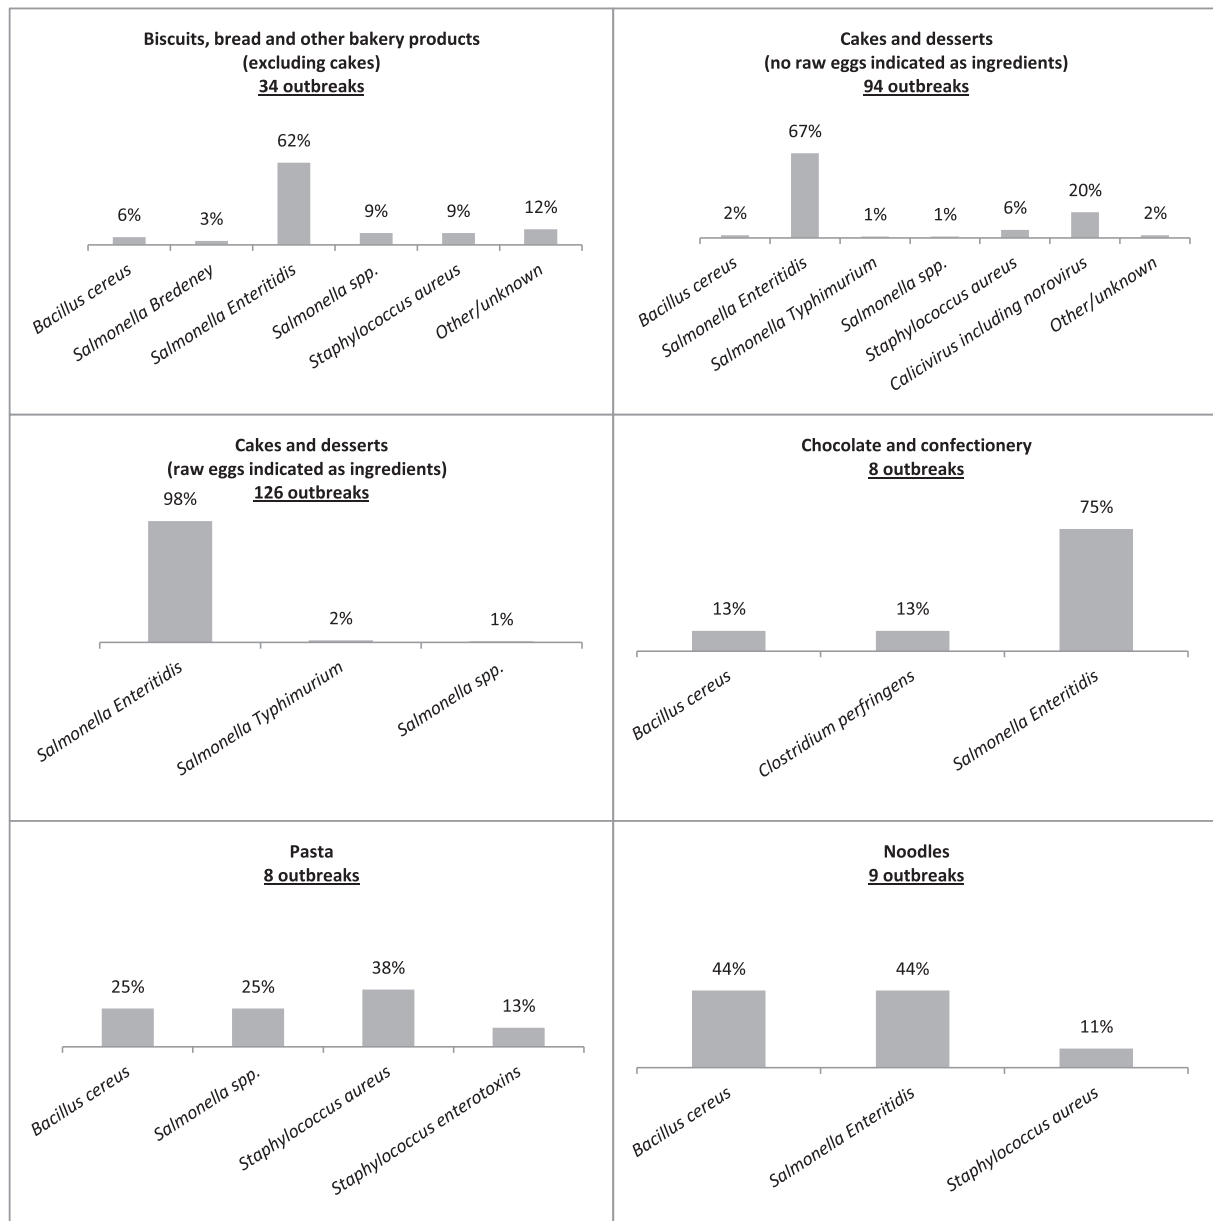 Biscuits, bread and other bakery products
(excluding cakes)
34 outbreaks
62%
6%
3%
9%
9%
12%
Bacillus cereus
Salmonella Bredeney
Salmonella Enteritidis
Salmonella spp.
Staphylococcus aureus
Other/unknown
Cakes and desserts
(no raw eggs indicated as ingredients)
94 outbreaks
2%
67%
1%
1%
6%
20%
2%
Bacillus cereus
Salmonella Enteritidis
Salmonella Typhimurium
Salmonella spp.
Staphylococcus aureus
Calicivirus including norovirus
Other/unknown
Cakes and desserts
(raw eggs indicated as ingredients)
126 outbreaks
98%
2%
1%
Salmonella Enteritidis
Salmonella Typhimurium
Salmonella spp.
Chocolate and confectionery
8 outbreaks
13%
13%
75%
Bacillus cereus
Clostridium perfringens
Salmonella Enteritidis
Pasta
8 outbreaks
25%
25%
38%
13%
Bacillus cereus
Salmonella spp.
Staphylococcus aureus
Staphylococcus enterotoxins
Noodles
9 outbreaks
44%
44%
11%
Bacillus cereus
Salmonella Enteritidis
Staphylococcus aureus